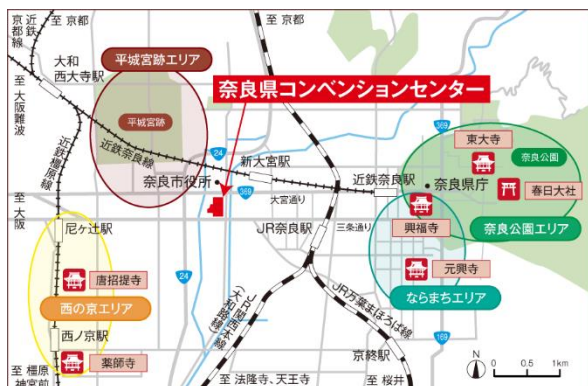 近鉄
京都線
至 京都
至 京都
大和
西大寺駅
平城宮跡エリア
平城宮跡
奈良県コンベンションセンター
至 大阪難波
近鉄奈良線
近鉄橿原線
24
新大宮駅
奈良市役所
369
大宮通り
近鉄奈良駅
奈良県庁
369
東大寺
奈良公園
春日大社
興福寺
奈良公園エリア
至 大阪
尼ヶ辻駅
JR奈良駅
三条通り
元興寺
ならまちエリア
唐招提寺
西の京エリア
西ノ京駅
薬師寺
JR関西本線
(大和路線)
JR万葉まほろば線
24
京終駅
169
至 橿原
神宮前
至 法隆寺、天王寺
至 桜井
N
0 0.5 1km